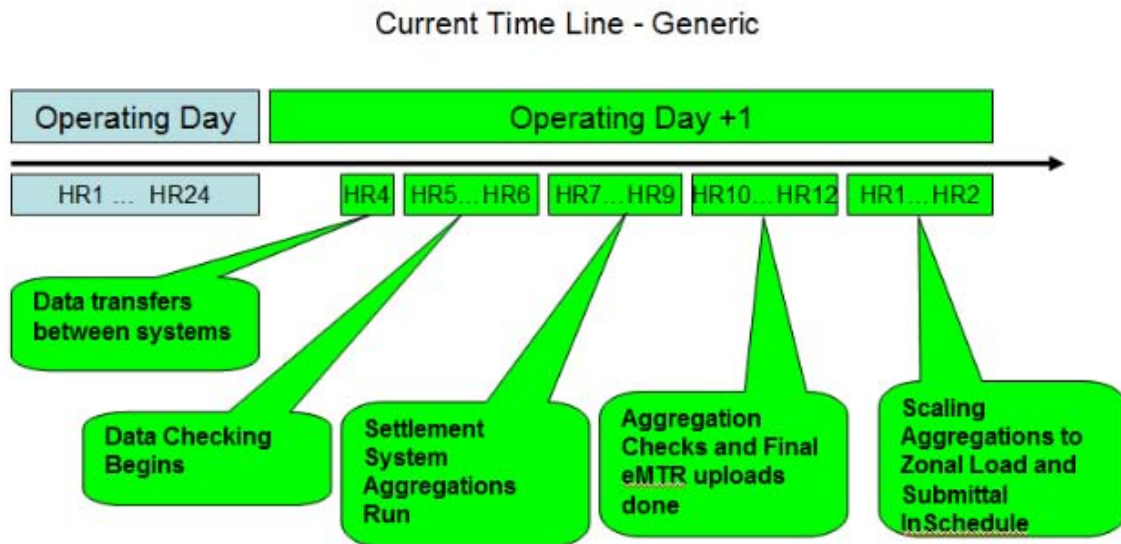 Current Time Line - Generic
Operating Day
Operating Day +1
HR1 ... HR24
HR4
HR5...HR6
HR7...HR9
HR10...HR12
HR1...HR2
Data transfers
between systems
Data Checking
Begins
Settlement
System
Aggregations
Run
Aggregation
Checks and Final
eMTR uploads
done
Scaling
Aggregations to
Zonal Load and
Submittal
InSchedule